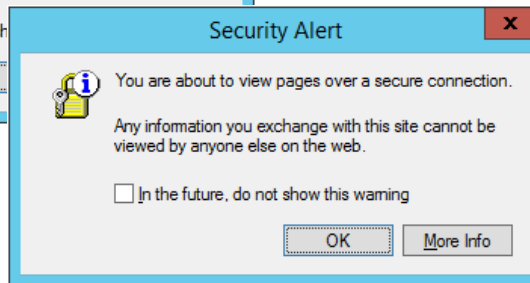 Security Alert
x
You are about to view pages over a secure connection.
Any information you exchange with this site cannot be
viewed by anyone else on the web.
In the future, do not show this warning
OK
More Info